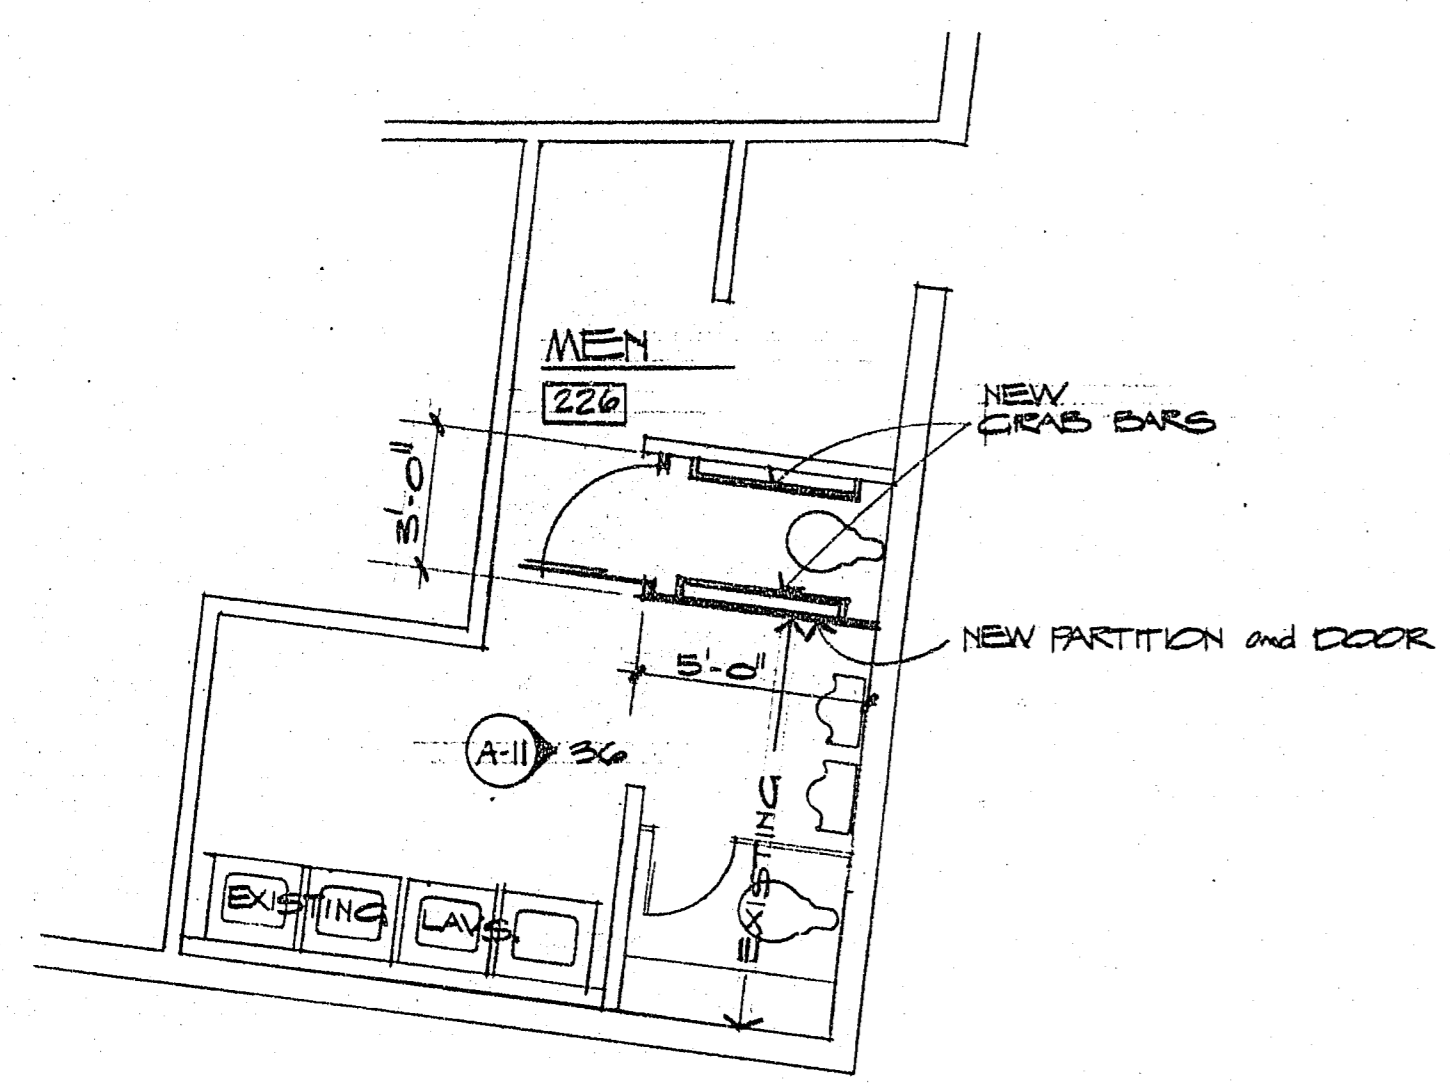 MEN
226
NEW
GRAB BARS
3'-0"
NEW PARTITION and DOOR
5'-0"
A-11 36
EXISTING
EXISTING LAVS.